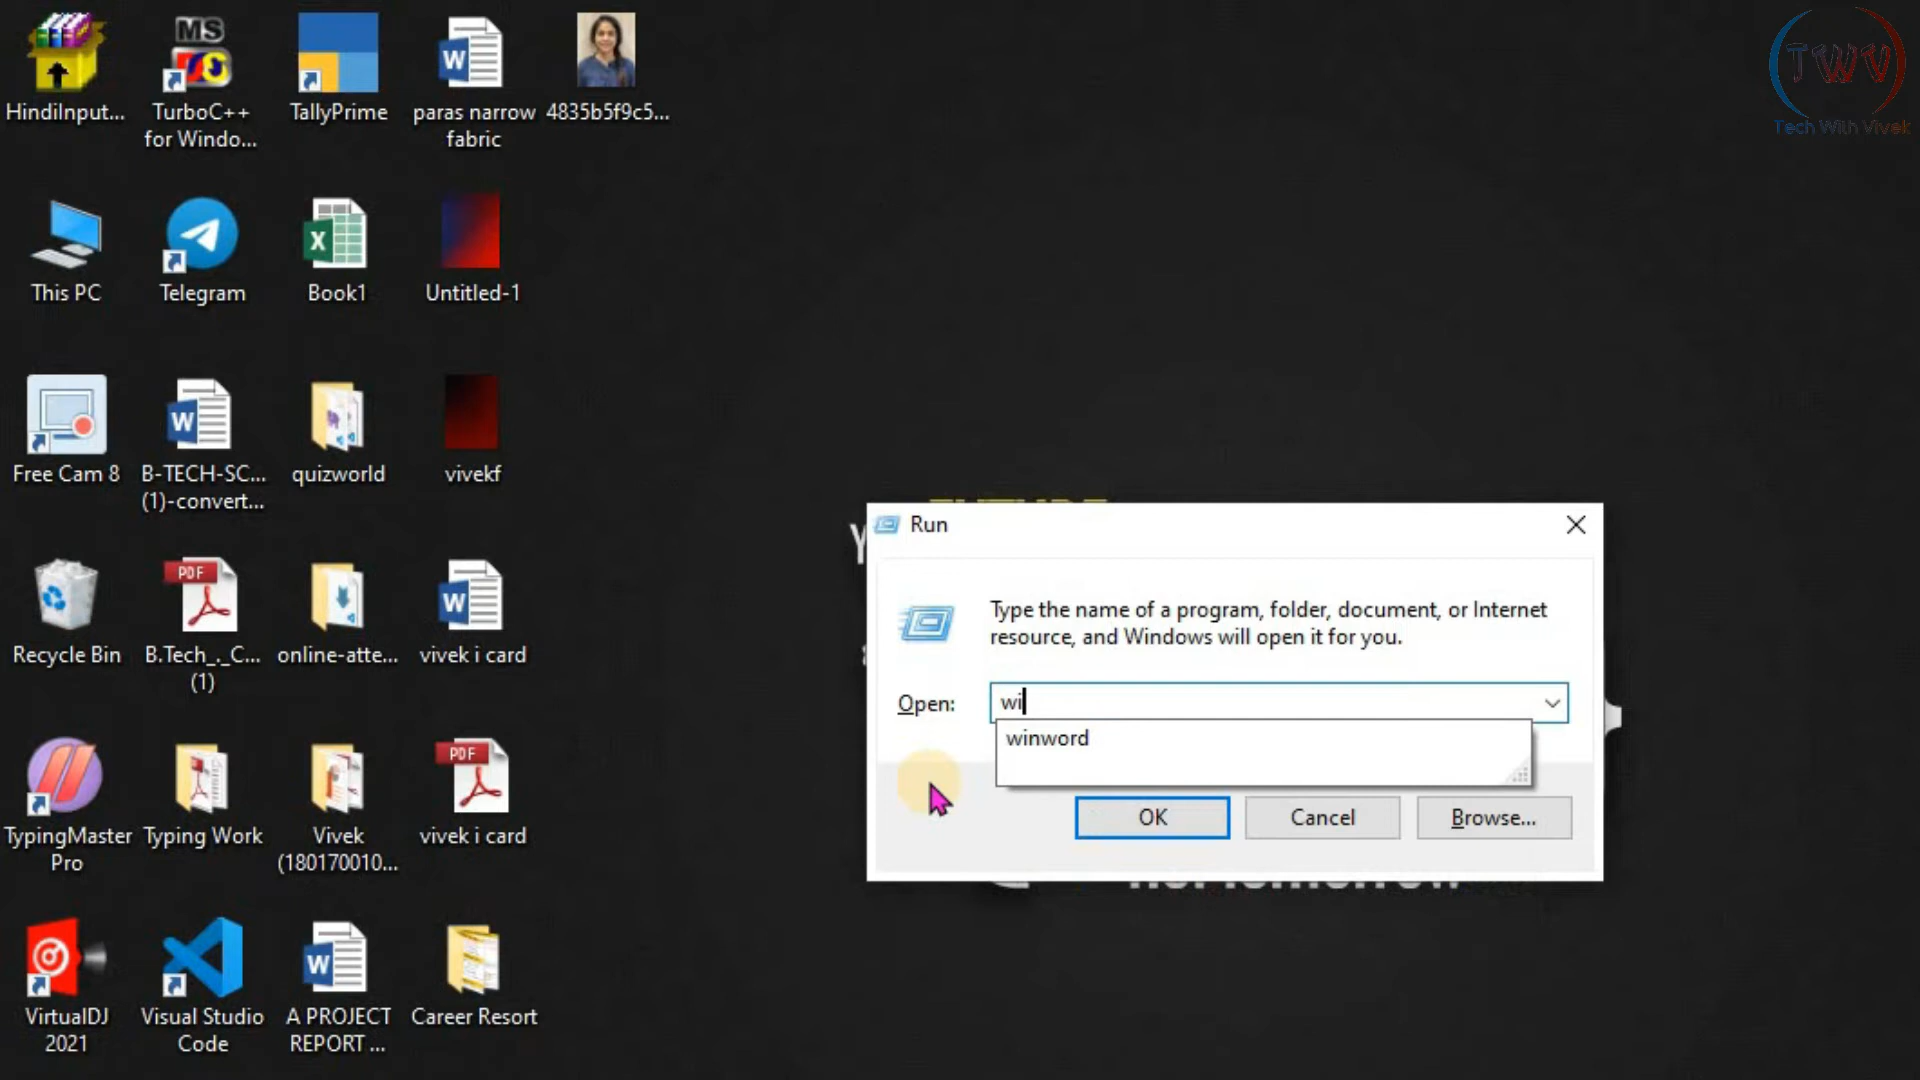 HindiInput...
MS
TurboC++
for Windo...
TallyPrime
W
paras narrow
fabric
4835b5f9c5...
TWV
Tech With Vivek
This PC
Telegram
X
Book1
Untitled-1
Free Cam 8
W
B-TECH-SC...
(1)-convert...
quizworld
vivekf
Recycle Bin
PDF
B.Tech_._C...
(1)
online-atte...
W
vivek i card
TypingMaster
Pro
Typing Work
Vivek
(180170010...
PDF
vivek i card
VirtualDJ
2021
Visual Studio
Code
W
A PROJECT
REPORT ...
Career Resort
Run
Type the name of a program, folder, document, or Internet
resource, and Windows will open it for you.
Open:
wi
winword
OK
Cancel
Browse...